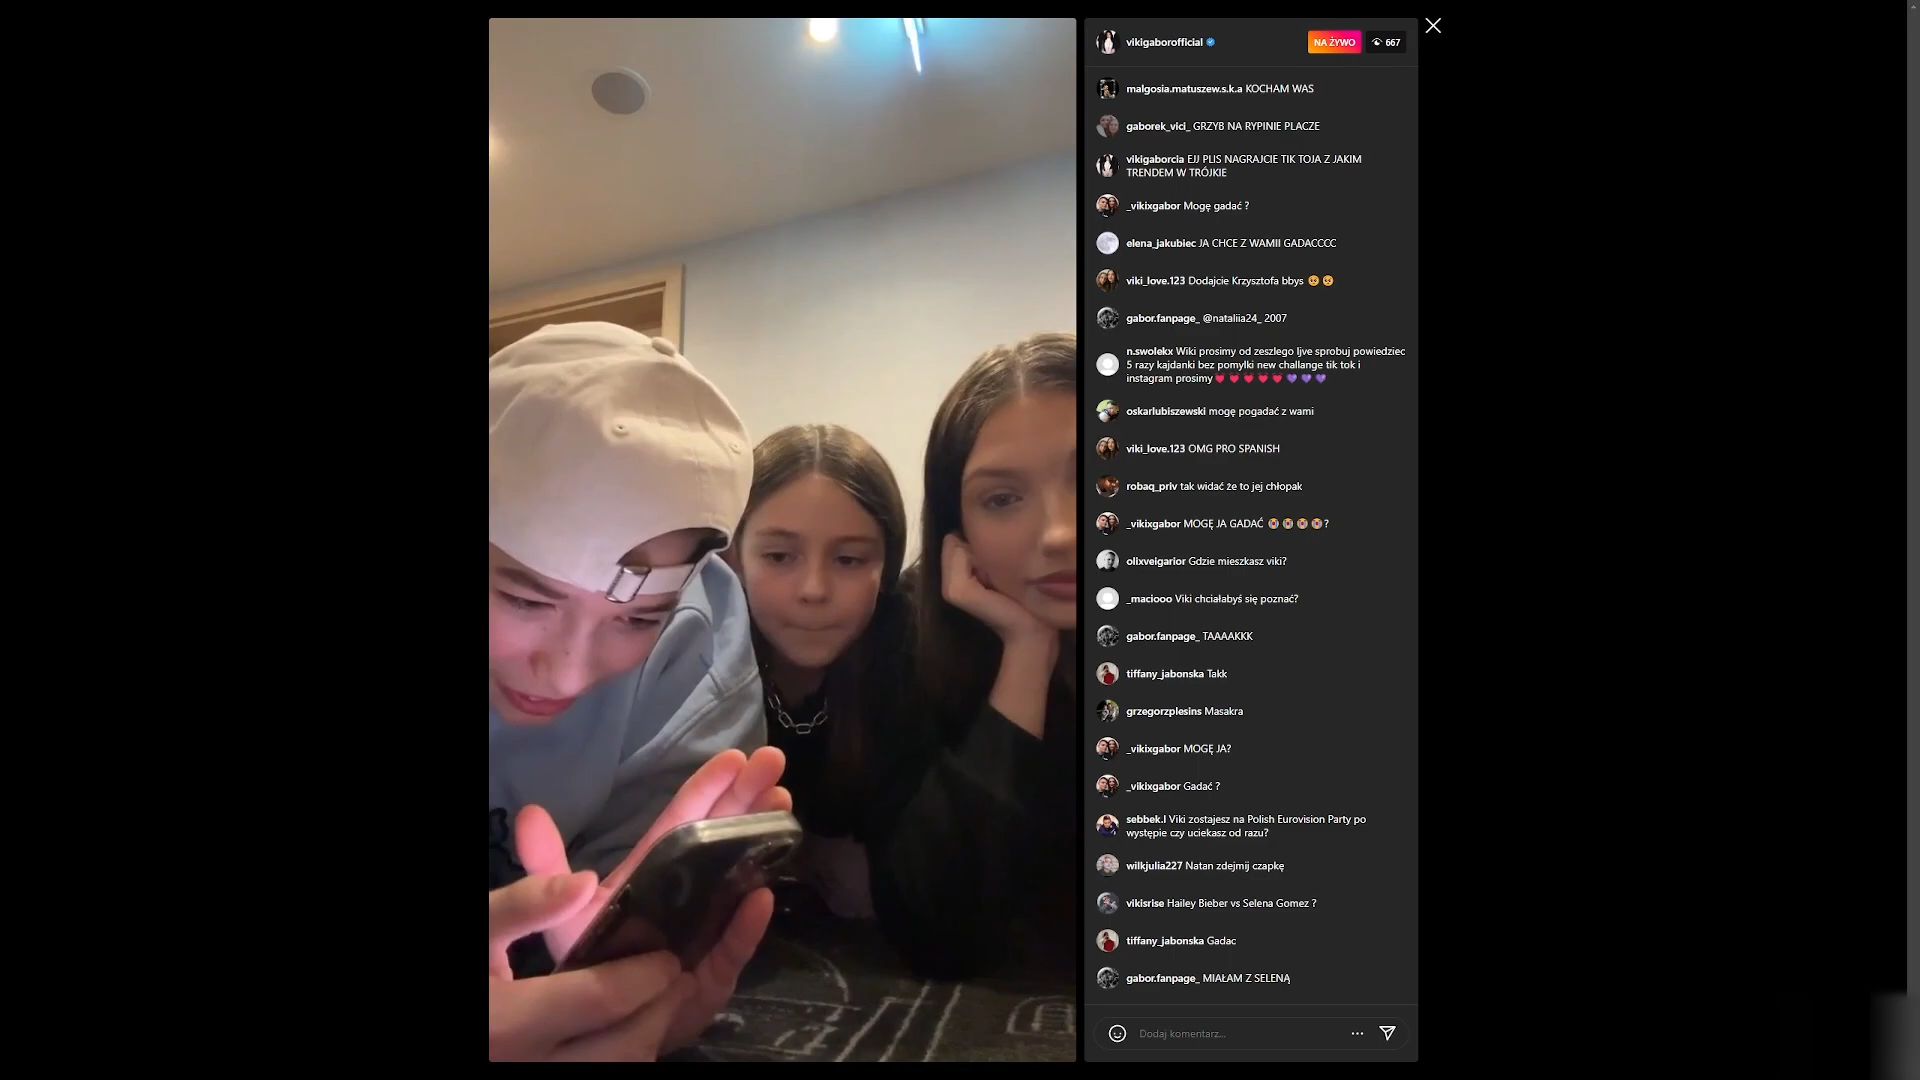 vikigaborofficial
NA ŻYWO
667
malgosia.matuszew.s.k.a KOCHAM WAS
gaborek_vici_ GRZYB NA RYPINIE PLACZE
vikigaborcia EJJ PLIS NAGRAJCIE TIK TOJA Z JAKIM
TRENDEM W TRÓJKIE
_vikixgabor Mogę gadać ?
elena_jakubiec JA CHCE Z WAMII GADACCCC
viki_love.123 Dodajcie Krzysztofa bbys 🥺 🥺
gabor.fanpage_ @nataliia24_ 2007
n.swolekx Wiki prosimy od zeszlego ljve sprobuj powiedziec
5 razy kajdanki bez pomyłki new challange tik tok i
instagram prosimy ❤️ ❤️ ❤️ ❤️ ❤️ 💜 💜 💜
oskarlubiszewski mogę pogadać z wami
viki_love.123 OMG PRO SPANISH
robaq_priv tak widać że to jej chłopak
_vikixgabor MOGĘ JA GADAĆ 😭 😭 😭 😭 ?
olixveigarior Gdzie mieszkasz viki?
_maciooo Viki chciałabyś się poznać?
gabor.fanpage_ TAAAAKKK
tiffany_jabonska Takk
grzegorzplesins Masakra
_vikixgabor MOGĘ JA?
_vikixgabor Gadać ?
sebbek.l Viki zostajesz na Polish Eurovision Party po
występie czy uciekasz od razu?
wilkjulia227 Natan zdejmij czapkę
vikisrise Hailey Bieber vs Selena Gomez ?
tiffany_jabonska Gadac
gabor.fanpage_ MIAŁAM Z SELENĄ
Dodaj komentarz...